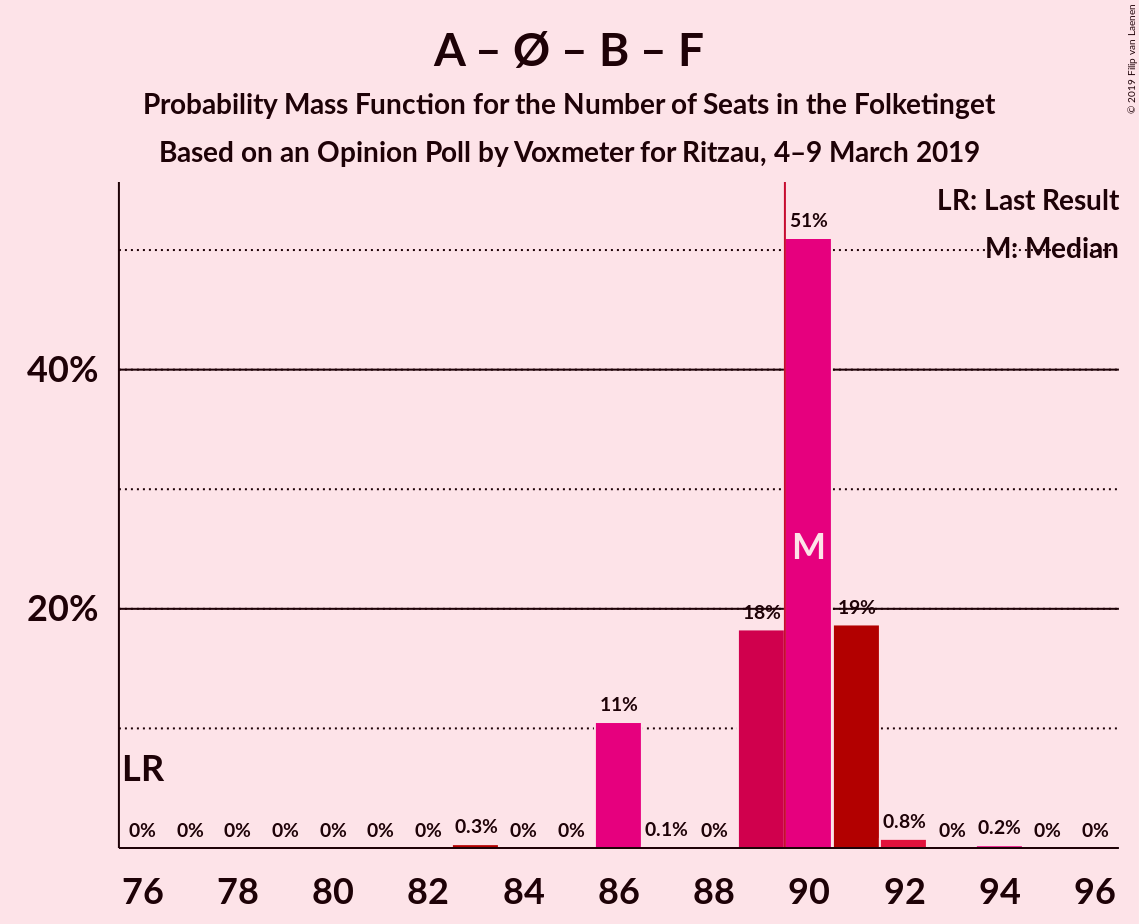 A – Ø – B – F
Probability Mass Function for the Number of Seats in the Folketinget
Based on an Opinion Poll by Voxmeter for Ritzau, 4–9 March 2019
© 2019 Filip van Laenen
LR: Last Result
M: Median
51%
40%
M
20%
18%
19%
11%
LR
0% 0% 0% 0% 0% 0% 0% 0.3% 0% 0% 0.1% 0% 0.8% 0% 0.2% 0% 0%
76 78 80 82 84 86 88 90 92 94 96